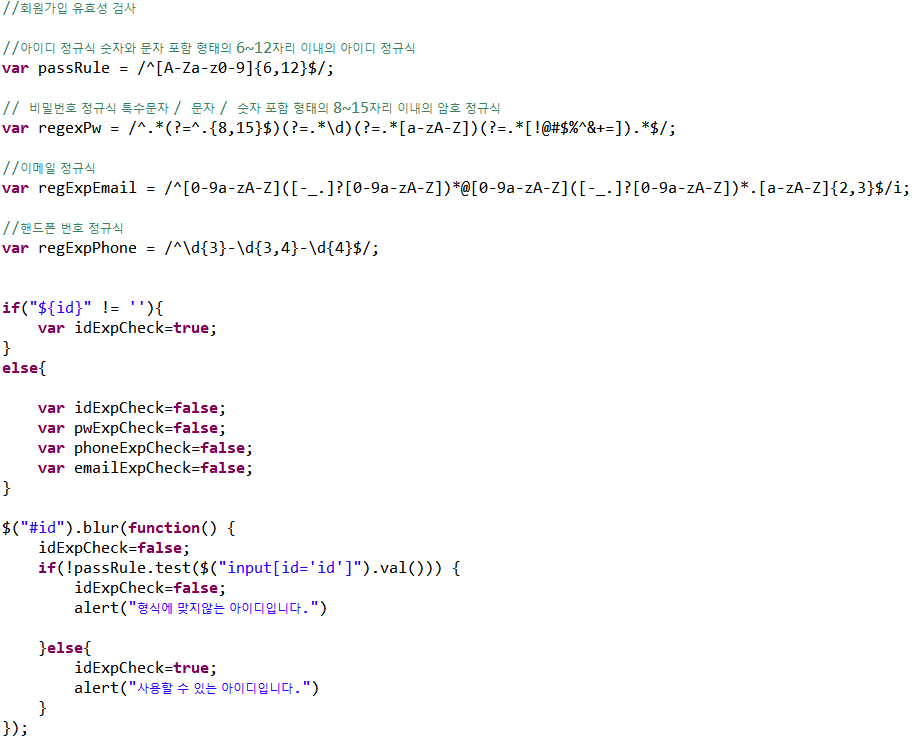 //회원가입 유효성 검사
//아이디 정규식 숫자와 문자 포함 형태의 6~12자리 이내의 아이디 정규식
var passRule = /^[A-Za-z0-9]{6,12}$/;
// 비밀번호 정규식 특수문자 / 문자 / 숫자 포함 형태의 8~15자리 이내의 암호 정규식
var regexPw = /^.*(?=^.{8,15}$)(?=.*\d)(?=.*[a-zA-Z])(?=.*[!@#$%^&+=]).*$/;
//이메일 정규식
var regExpEmail = /^[0-9a-zA-Z]([-_.]?[0-9a-zA-Z])*@[0-9a-zA-Z]([-_.]?[0-9a-zA-Z])*.[a-zA-Z]{2,3}$/i;
//핸드폰 번호 정규식
var regExpPhone = /^\d{3}-\d{3,4}-\d{4}$/;
if("${id}" != ''){
    var idExpCheck=true;
}
else{
    var idExpCheck=false;
    var pwExpCheck=false;
    var phoneExpCheck=false;
    var emailExpCheck=false;
}
$("#id").blur(function() {
    idExpCheck=false;
    if(!passRule.test($("input[id='id']").val())) {
        idExpCheck=false;
        alert("형식에 맞지않는 아이디입니다.")
    }else{
        idExpCheck=true;
        alert("사용할 수 있는 아이디입니다.")
    }
});